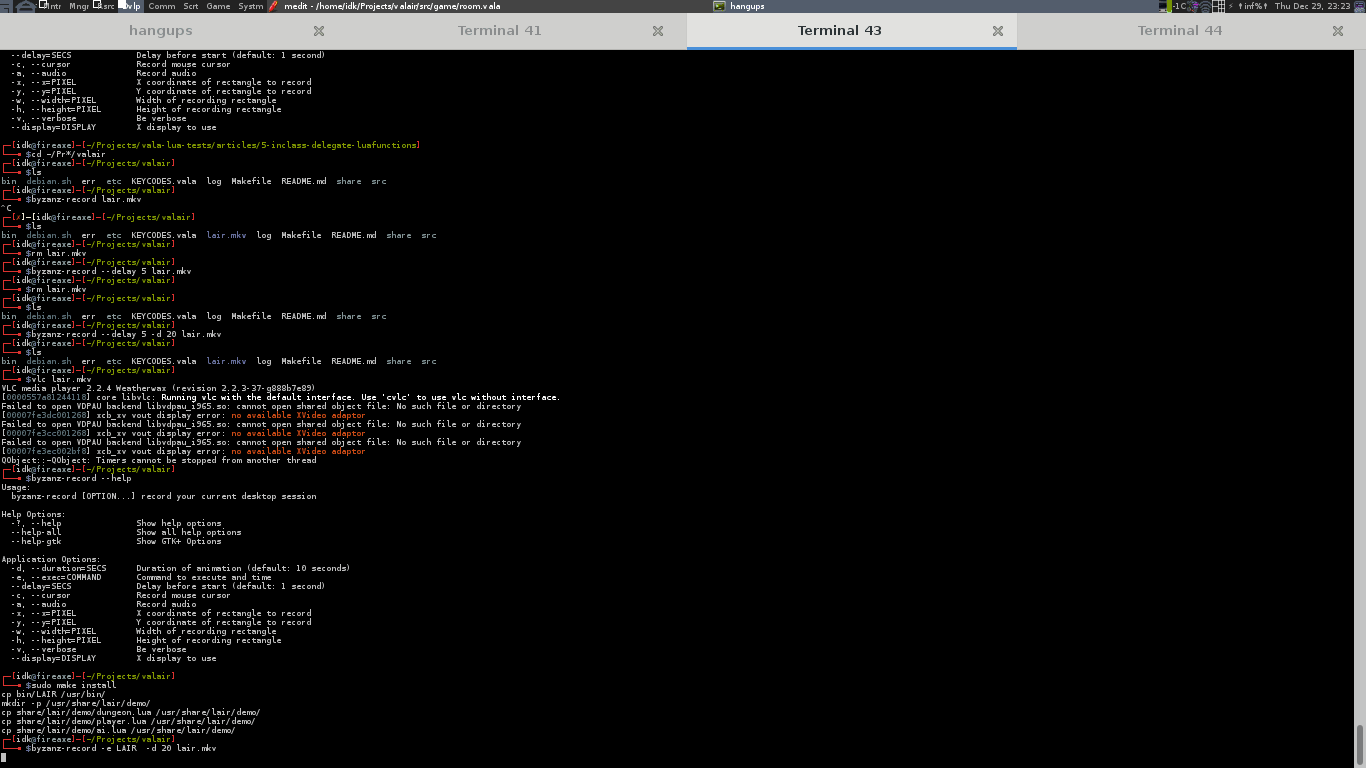 Mntr Mngr Rsrc Dvlp Comm Scrt Game Systm medit - /home/idk/Projects/valair/src/game/room.vala hangups -1C inf% Thu Dec 29, 23:23
hangups Terminal 41 Terminal 43 Terminal 44
--delay=SECS Delay before start (default: 1 second)
-c, --cursor Record mouse cursor
-a, --audio Record audio
-x, --x=PIXEL X coordinate of rectangle to record
-y, --y=PIXEL Y coordinate of rectangle to record
-w, --width=PIXEL Width of recording rectangle
-h, --height=PIXEL Height of recording rectangle
-v, --verbose Be verbose
--display=DISPLAY X display to use
[idk@fireaxe]—[~/Projects/vala-lua-tests/articles/5-inclass-delegate-luafunctions]
$cd ~/Pr*/valair
[idk@fireaxe]—[~/Projects/valair]
$ls
bin debian.sh err etc KEYCODES.vala log Makefile README.md share src
[idk@fireaxe]—[~/Projects/valair]
$byzanz-record lair.mkv
^C
[✗]—[idk@fireaxe]—[~/Projects/valair]
$ls
bin debian.sh err etc KEYCODES.vala lair.mkv log Makefile README.md share src
[idk@fireaxe]—[~/Projects/valair]
$rm lair.mkv
[idk@fireaxe]—[~/Projects/valair]
$byzanz-record --delay 5 lair.mkv
[idk@fireaxe]—[~/Projects/valair]
$rm lair.mkv
[idk@fireaxe]—[~/Projects/valair]
$ls
bin debian.sh err etc KEYCODES.vala log Makefile README.md share src
[idk@fireaxe]—[~/Projects/valair]
$byzanz-record --delay 5 -d 20 lair.mkv
[idk@fireaxe]—[~/Projects/valair]
$ls
bin debian.sh err etc KEYCODES.vala lair.mkv log Makefile README.md share src
[idk@fireaxe]—[~/Projects/valair]
$vlc lair.mkv
VLC media player 2.2.4 Weatherwax (revision 2.2.3-37-g888b7e89)
[0000557a81244118] core libvlc: Running vlc with the default interface. Use 'cvlc' to use vlc without interface.
Failed to open VDPAU backend libvdpau_i965.so: cannot open shared object file: No such file or directory
[00007fe3dc001268] xcb_xv vout display error: no available XVideo adaptor
Failed to open VDPAU backend libvdpau_i965.so: cannot open shared object file: No such file or directory
[00007fe3cc001268] xcb_xv vout display error: no available XVideo adaptor
Failed to open VDPAU backend libvdpau_i965.so: cannot open shared object file: No such file or directory
[00007fe3ec002bf8] xcb_xv vout display error: no available XVideo adaptor
QObject::~QObject: Timers cannot be stopped from another thread
[idk@fireaxe]—[~/Projects/valair]
$byzanz-record --help
Usage:
byzanz-record [OPTION...] record your current desktop session
Help Options:
-?, --help Show help options
--help-all Show all help options
--help-gtk Show GTK+ Options
Application Options:
-d, --duration=SECS Duration of animation (default: 10 seconds)
-e, --exec=COMMAND Command to execute and time
--delay=SECS Delay before start (default: 1 second)
-c, --cursor Record mouse cursor
-a, --audio Record audio
-x, --x=PIXEL X coordinate of rectangle to record
-y, --y=PIXEL Y coordinate of rectangle to record
-w, --width=PIXEL Width of recording rectangle
-h, --height=PIXEL Height of recording rectangle
-v, --verbose Be verbose
--display=DISPLAY X display to use
[idk@fireaxe]—[~/Projects/valair]
$sudo make install
cp bin/LAIR /usr/bin/
mkdir -p /usr/share/lair/demo/
cp share/lair/demo/dungeon.lua /usr/share/lair/demo/
cp share/lair/demo/player.lua /usr/share/lair/demo/
cp share/lair/demo/ai.lua /usr/share/lair/demo/
[idk@fireaxe]—[~/Projects/valair]
$byzanz-record -e LAIR -d 20 lair.mkv